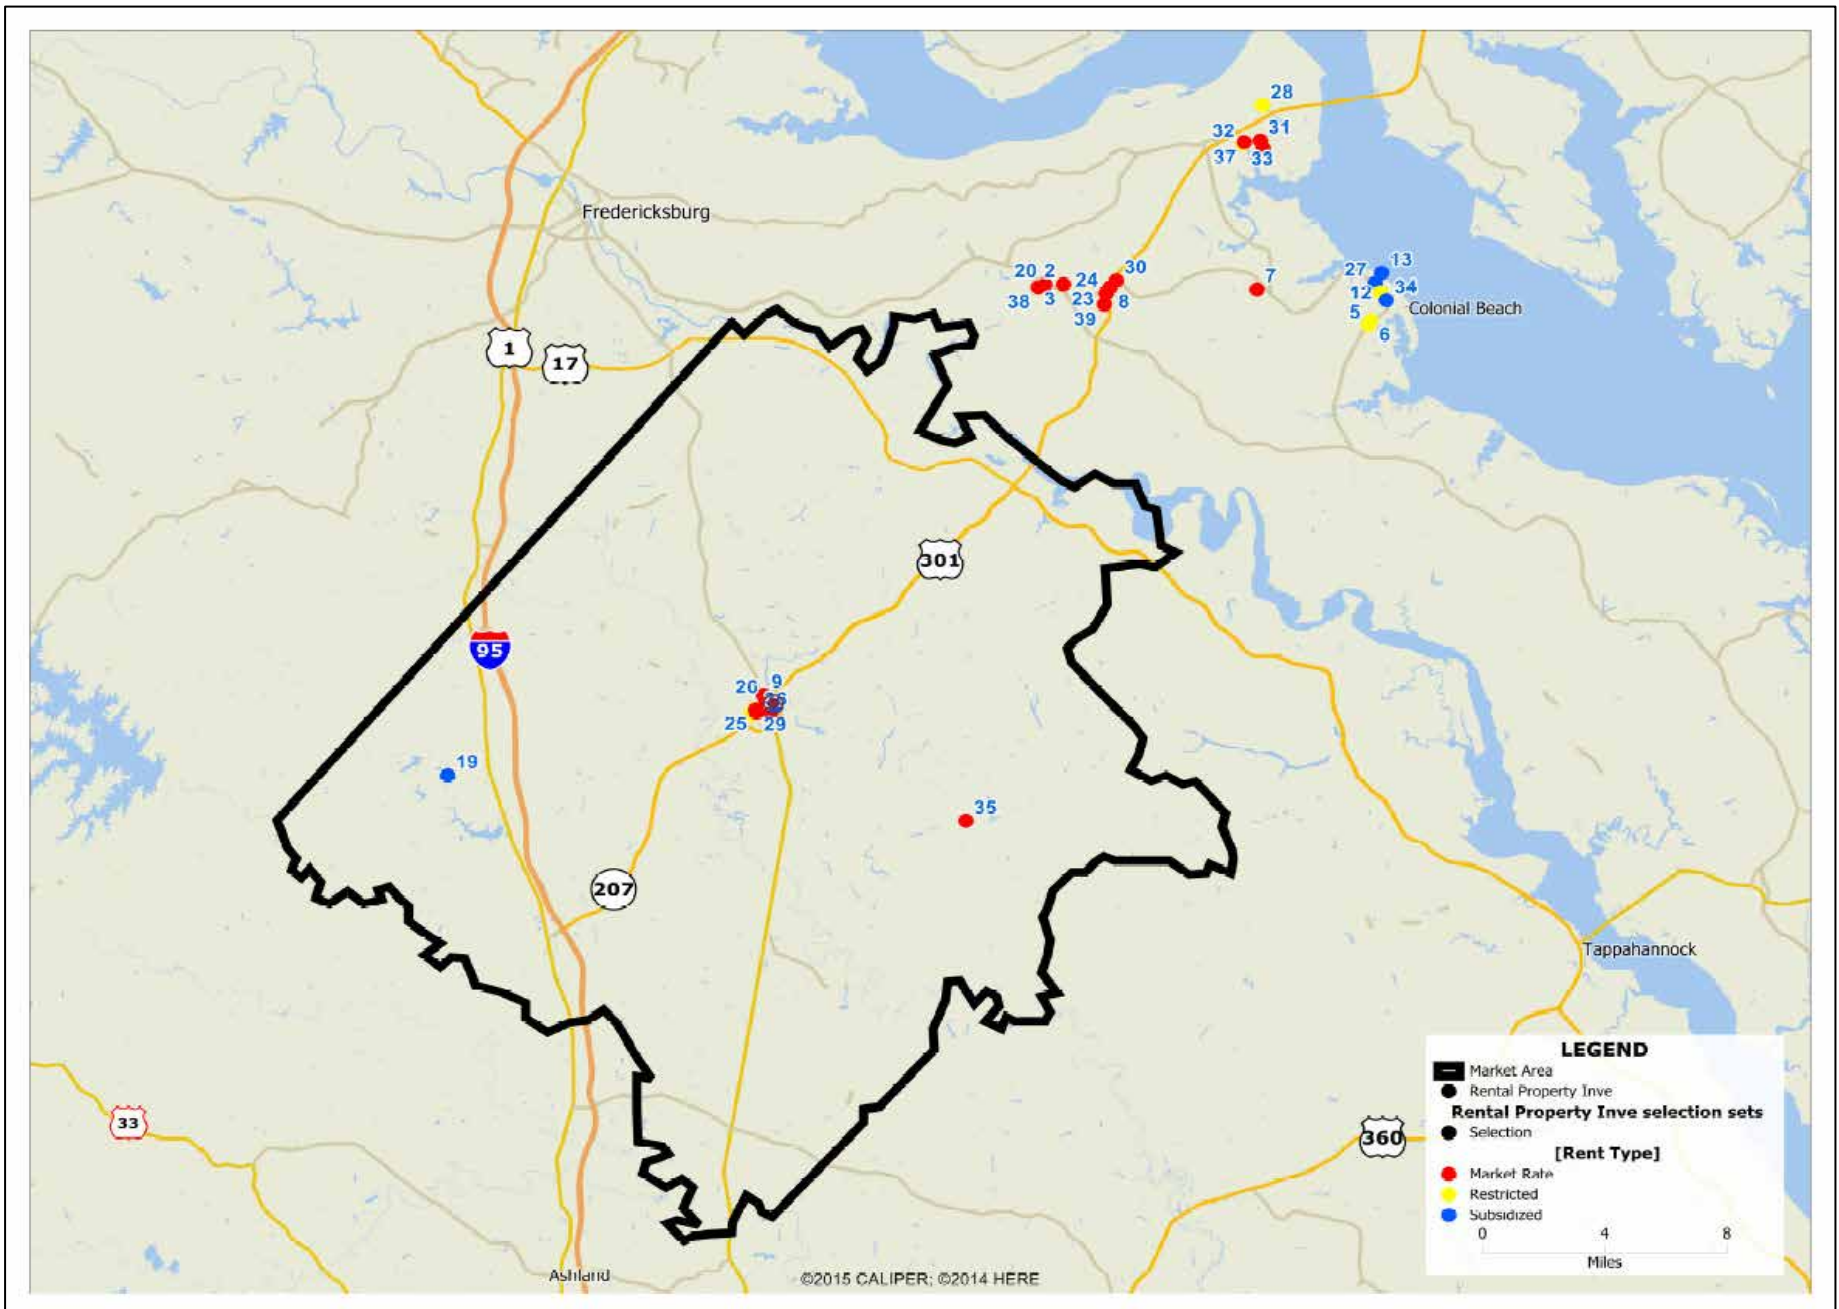 28
32
31
37
33
Fredericksburg
13
27
20
2
24
30
7
12
34
38
3
23
8
5
Colonial Beach
39
6
1
17
301
95
20
9
25
29
19
35
207
Tappahannock
LEGEND
Market Area
Rental Property Inve
Rental Property Inve selection sets
Selection
[Rent Type]
Market Rate
Restricted
Subsidized
0 4 8
Miles
33
360
Ashland
©2015 CALIPER; ©2014 HERE